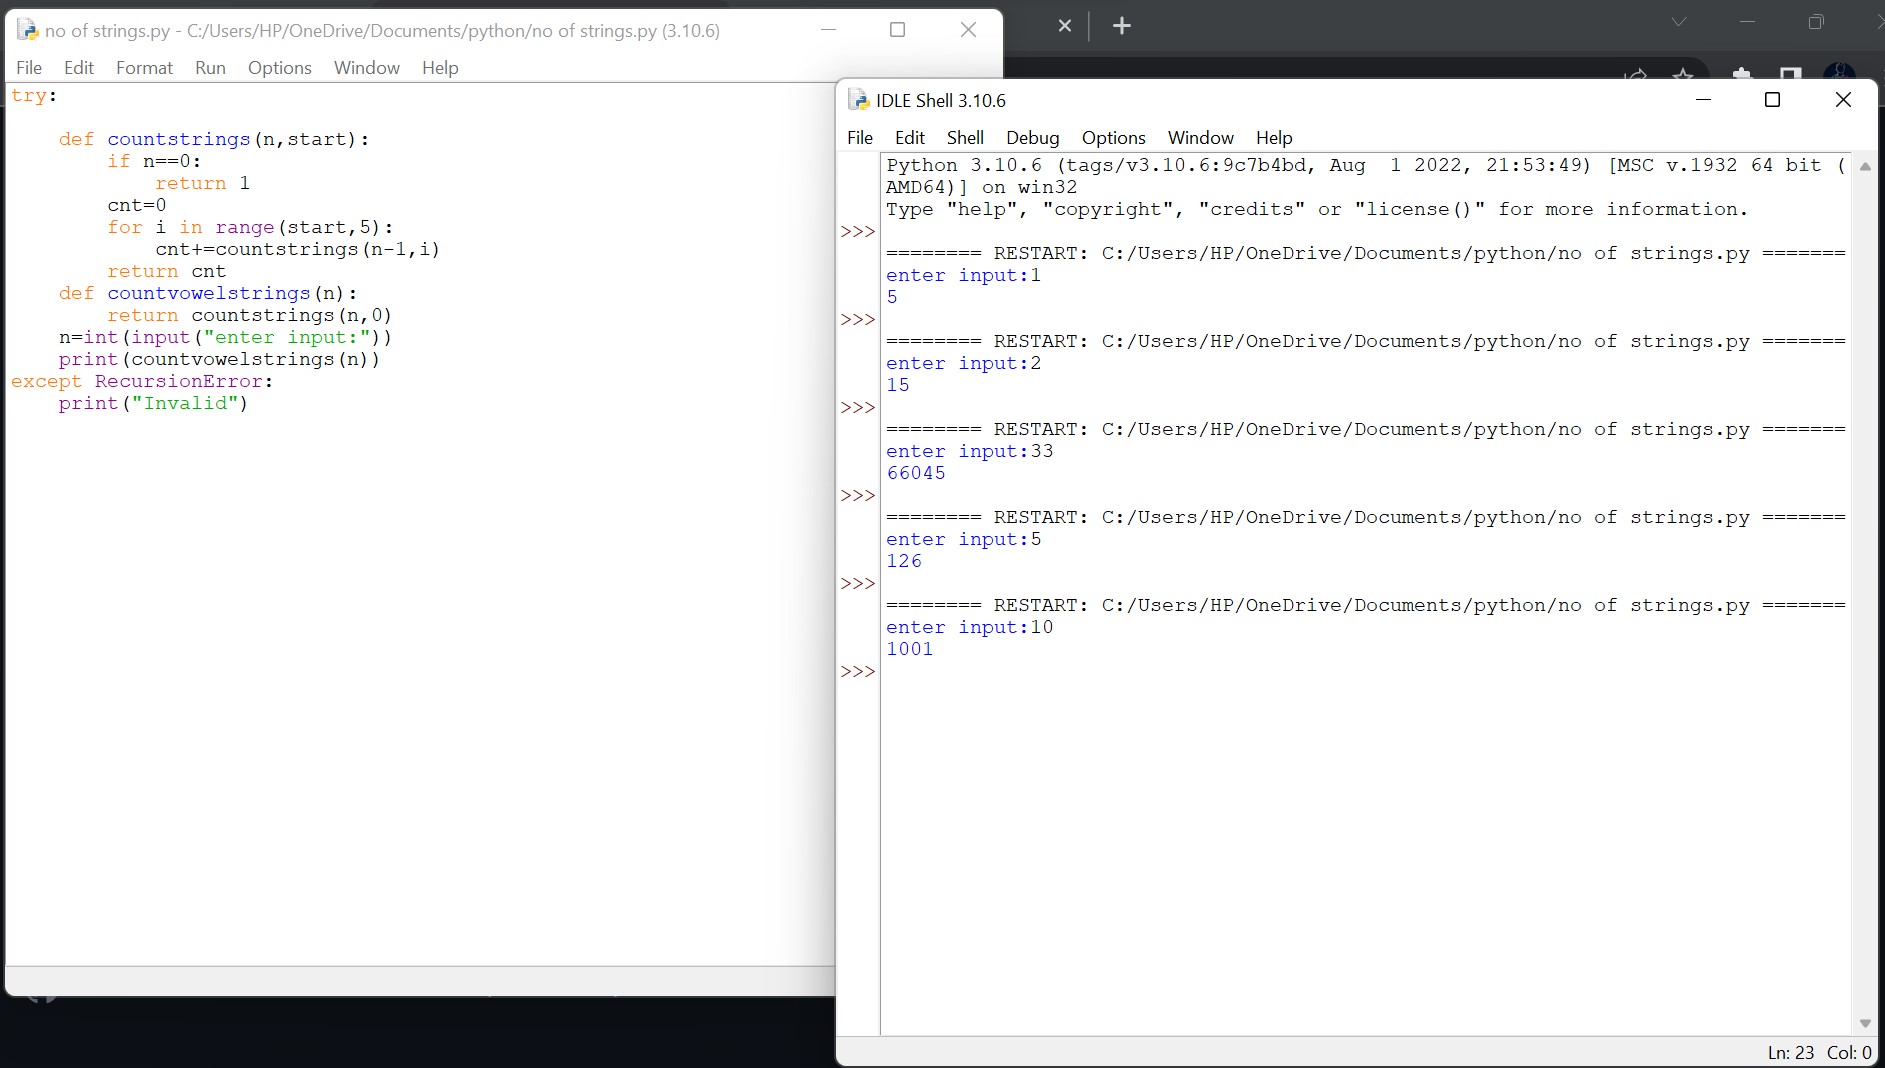 no of strings.py - C:/Users/HP/OneDrive/Documents/python/no of strings.py (3.10.6)
File Edit Format Run Options Window Help
try:
    def countstrings(n,start):
        if n==0:
            return 1
        cnt=0
        for i in range(start,5):
            cnt+=countstrings(n-1,i)
        return cnt
    def countvowelstrings(n):
        return countstrings(n,0)
    n=int(input("enter input:"))
    print(countvowelstrings(n))
except RecursionError:
    print("Invalid")
IDLE Shell 3.10.6
File Edit Shell Debug Options Window Help
Python 3.10.6 (tags/v3.10.6:9c7b4bd, Aug  1 2022, 21:53:49) [MSC v.1932 64 bit (
AMD64)] on win32
Type "help", "copyright", "credits" or "license()" for more information.
>>>
======== RESTART: C:/Users/HP/OneDrive/Documents/python/no of strings.py =======
enter input:1
5
>>>
======== RESTART: C:/Users/HP/OneDrive/Documents/python/no of strings.py =======
enter input:2
15
>>>
======== RESTART: C:/Users/HP/OneDrive/Documents/python/no of strings.py =======
enter input:33
66045
>>>
======== RESTART: C:/Users/HP/OneDrive/Documents/python/no of strings.py =======
enter input:5
126
>>>
======== RESTART: C:/Users/HP/OneDrive/Documents/python/no of strings.py =======
enter input:10
1001
>>>
Ln: 23 Col: 0